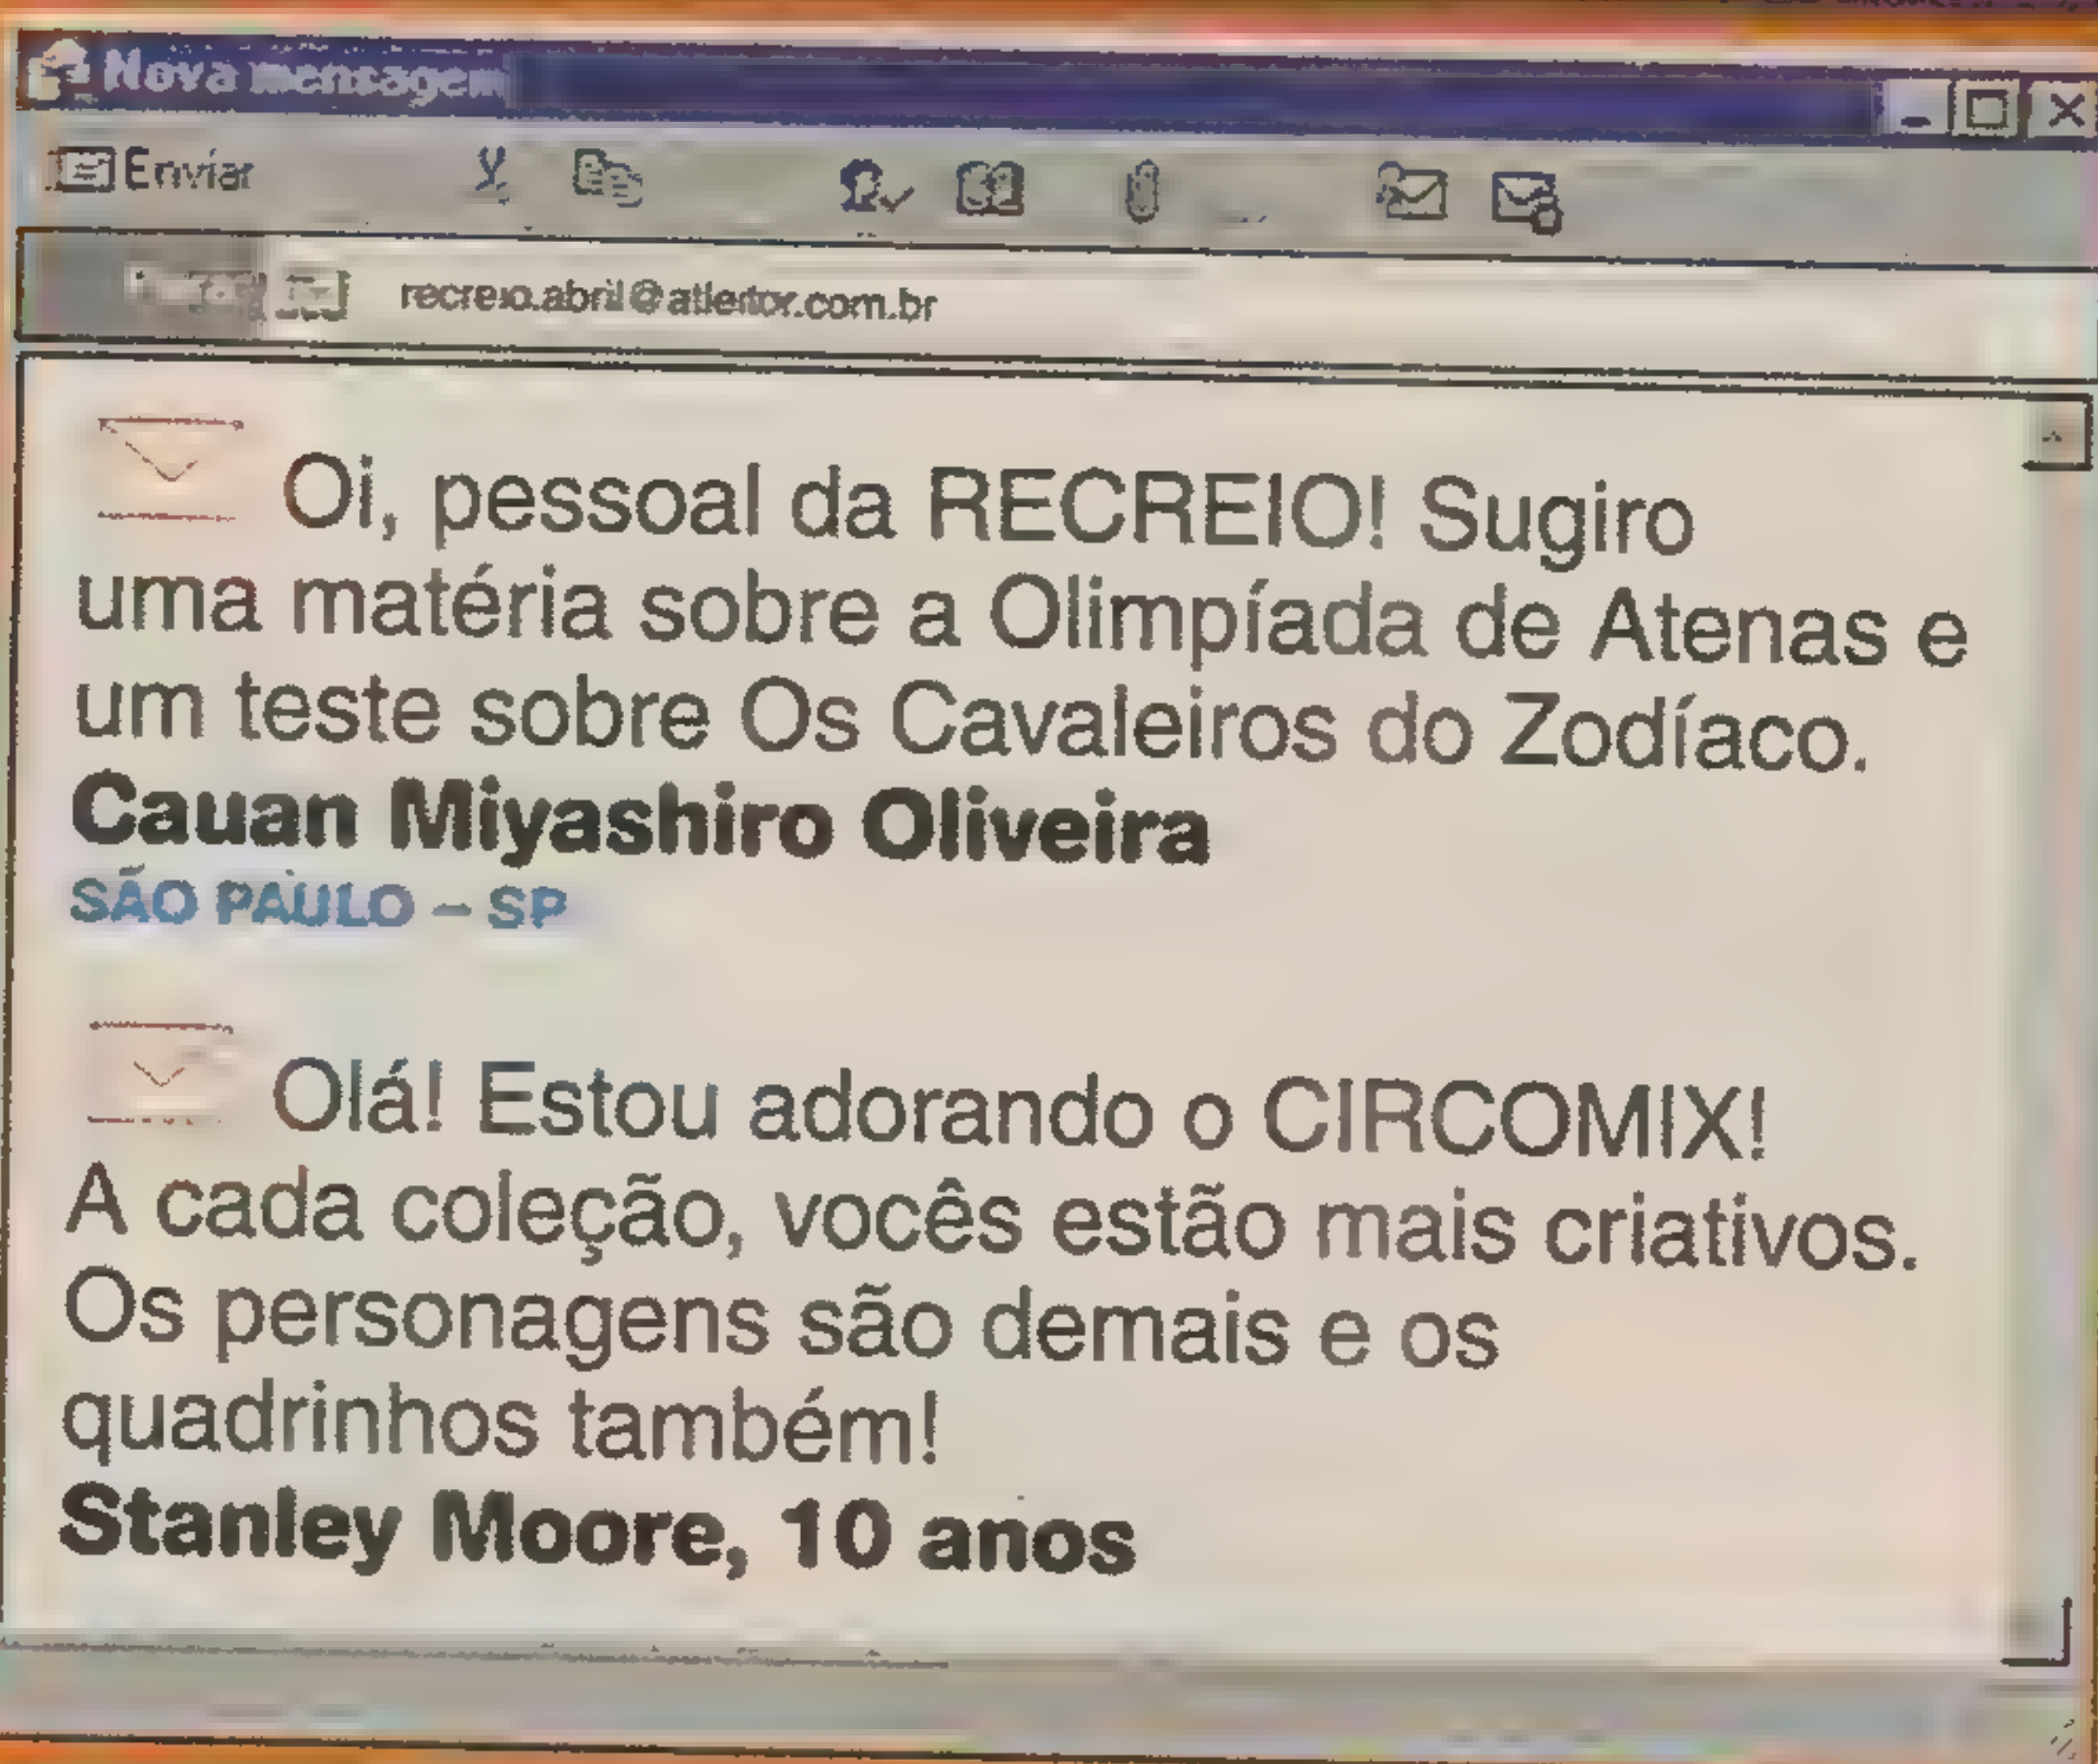 Nova mensagem
Enviar
recreio.abril@atleitor.com.br
Oi, pessoal da RECREIO! Sugiro
uma matéria sobre a Olimpíada de Atenas e
um teste sobre Os Cavaleiros do Zodíaco.
Cauan Miyashiro Oliveira
SÃO PAULO – SP
Olá! Estou adorando o CIRCOMIX!
A cada coleção, vocês estão mais criativos.
Os personagens são demais e os
quadrinhos também!
Stanley Moore, 10 anos